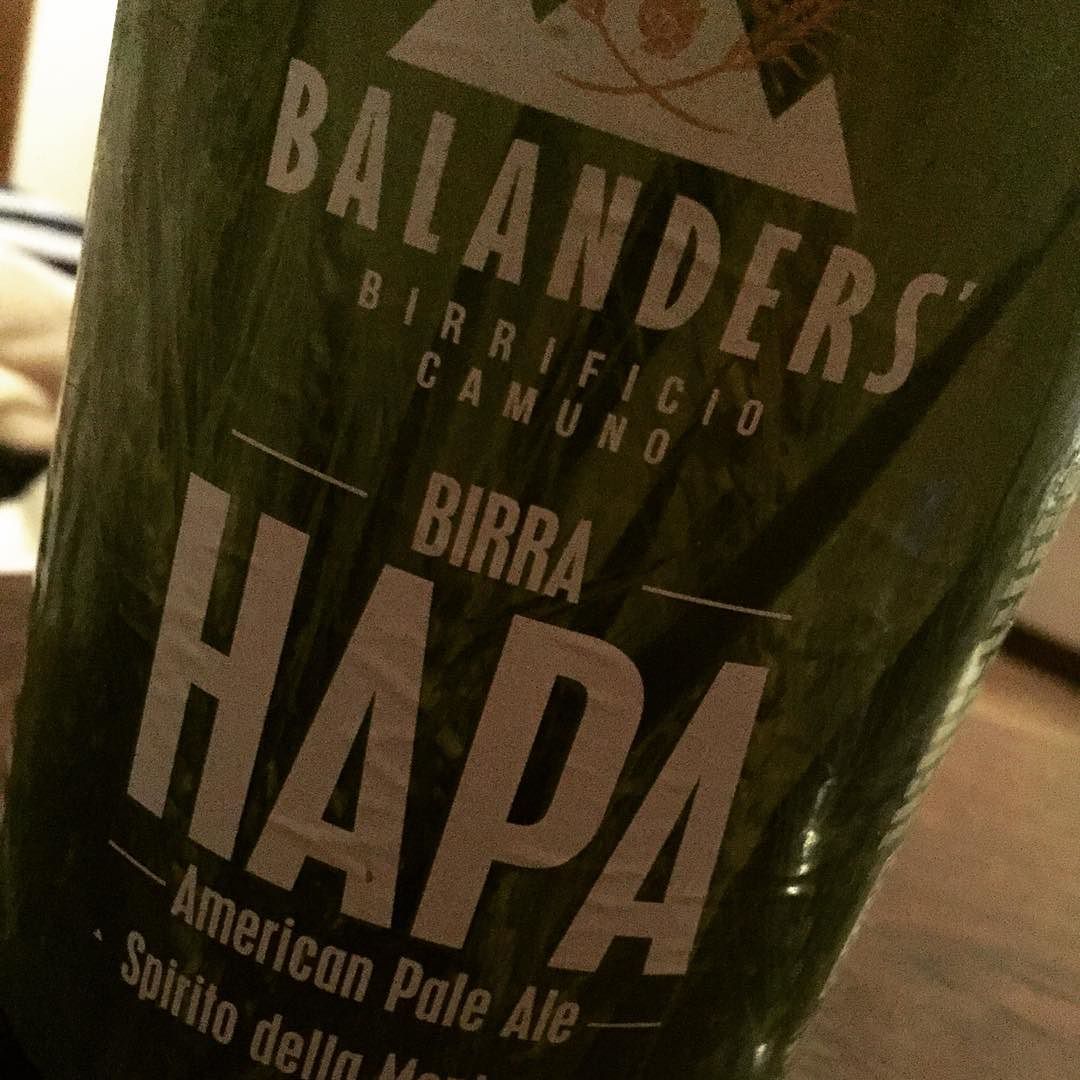 BALANDERS'
BIRRIFICIO
CAMUNO
BIRRA
HAPA
American Pale Ale
Spirito della